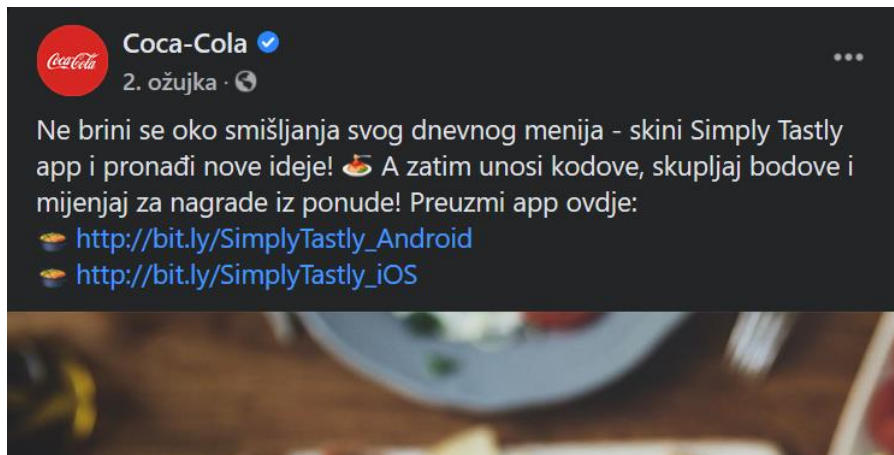 Coca-Cola
Coca-Cola
2. ožujka ·
Ne brini se oko smišljanja svog dnevnog menija - skini Simply Tastly
app i pronađi nove ideje! 🍝 A zatim unosi kodove, skupljaj bodove i
mijenjaj za nagrade iz ponude! Preuzmi app ovdje:
🍲 http://bit.ly/SimplyTastly_Android
🍲 http://bit.ly/SimplyTastly_iOS